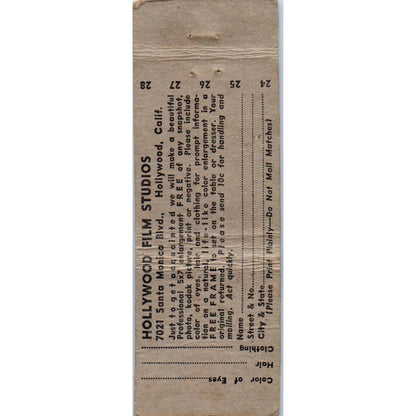 HOLLYWOOD FILM STUDIOS
7021 Santa Monica Blvd., Hollywood, Calif.
Just to get acquainted we will make a beautiful
Professional 5x7 enlargement FREE of any snapshot,
photo, kodak picture, print or negative. Please include
color of eyes, hair and clothing for prompt informa-
tion on a natural, life-like color enlargement in a
FREE FRAME to set on the table or dresser. Your
original returned. Please send 10c for handling and
mailing. Act quickly.
Name
Street & No.
City & State
(Please Print Plainly—Do Not Mail Matches)
Color of Eyes
Hair
Clothing
24
25
26
27
28